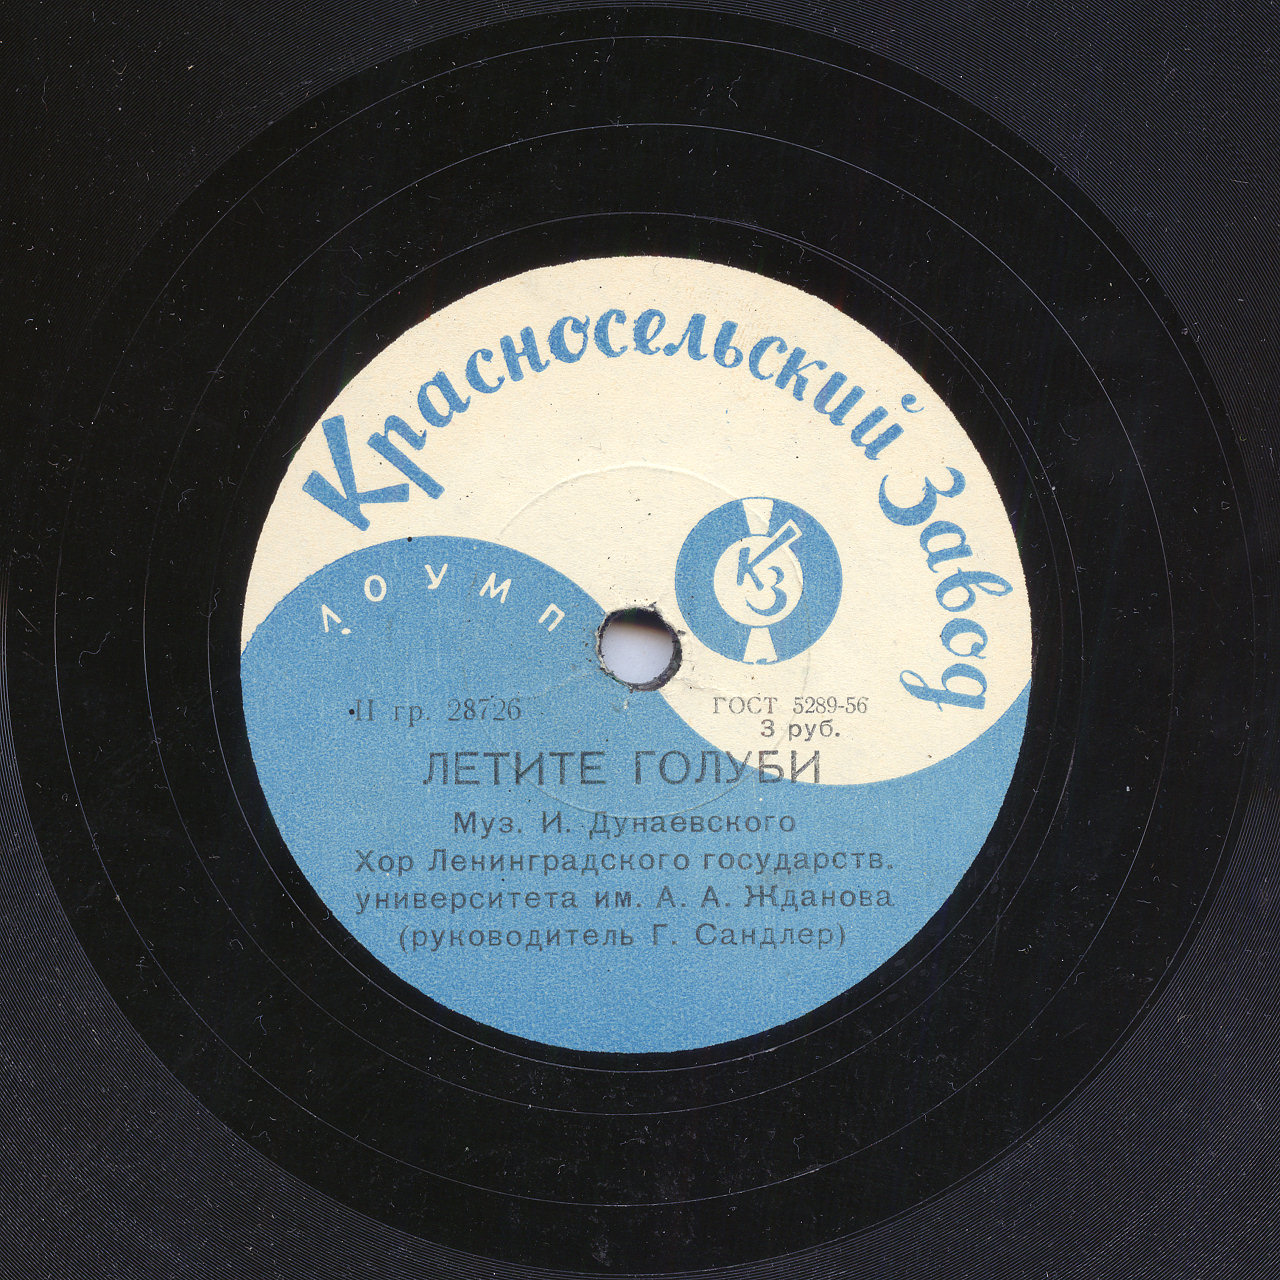 Красносельский Завод
КЗ
ЛОУМП
II гр. 28726
ГОСТ 5289-56
3 руб.
ЛЕТИТЕ ГОЛУБИ
Муз. И. Дунаевского
Хор Ленинградского государств.
университета им. А. А. Жданова
(руководитель Г. Сандлер)